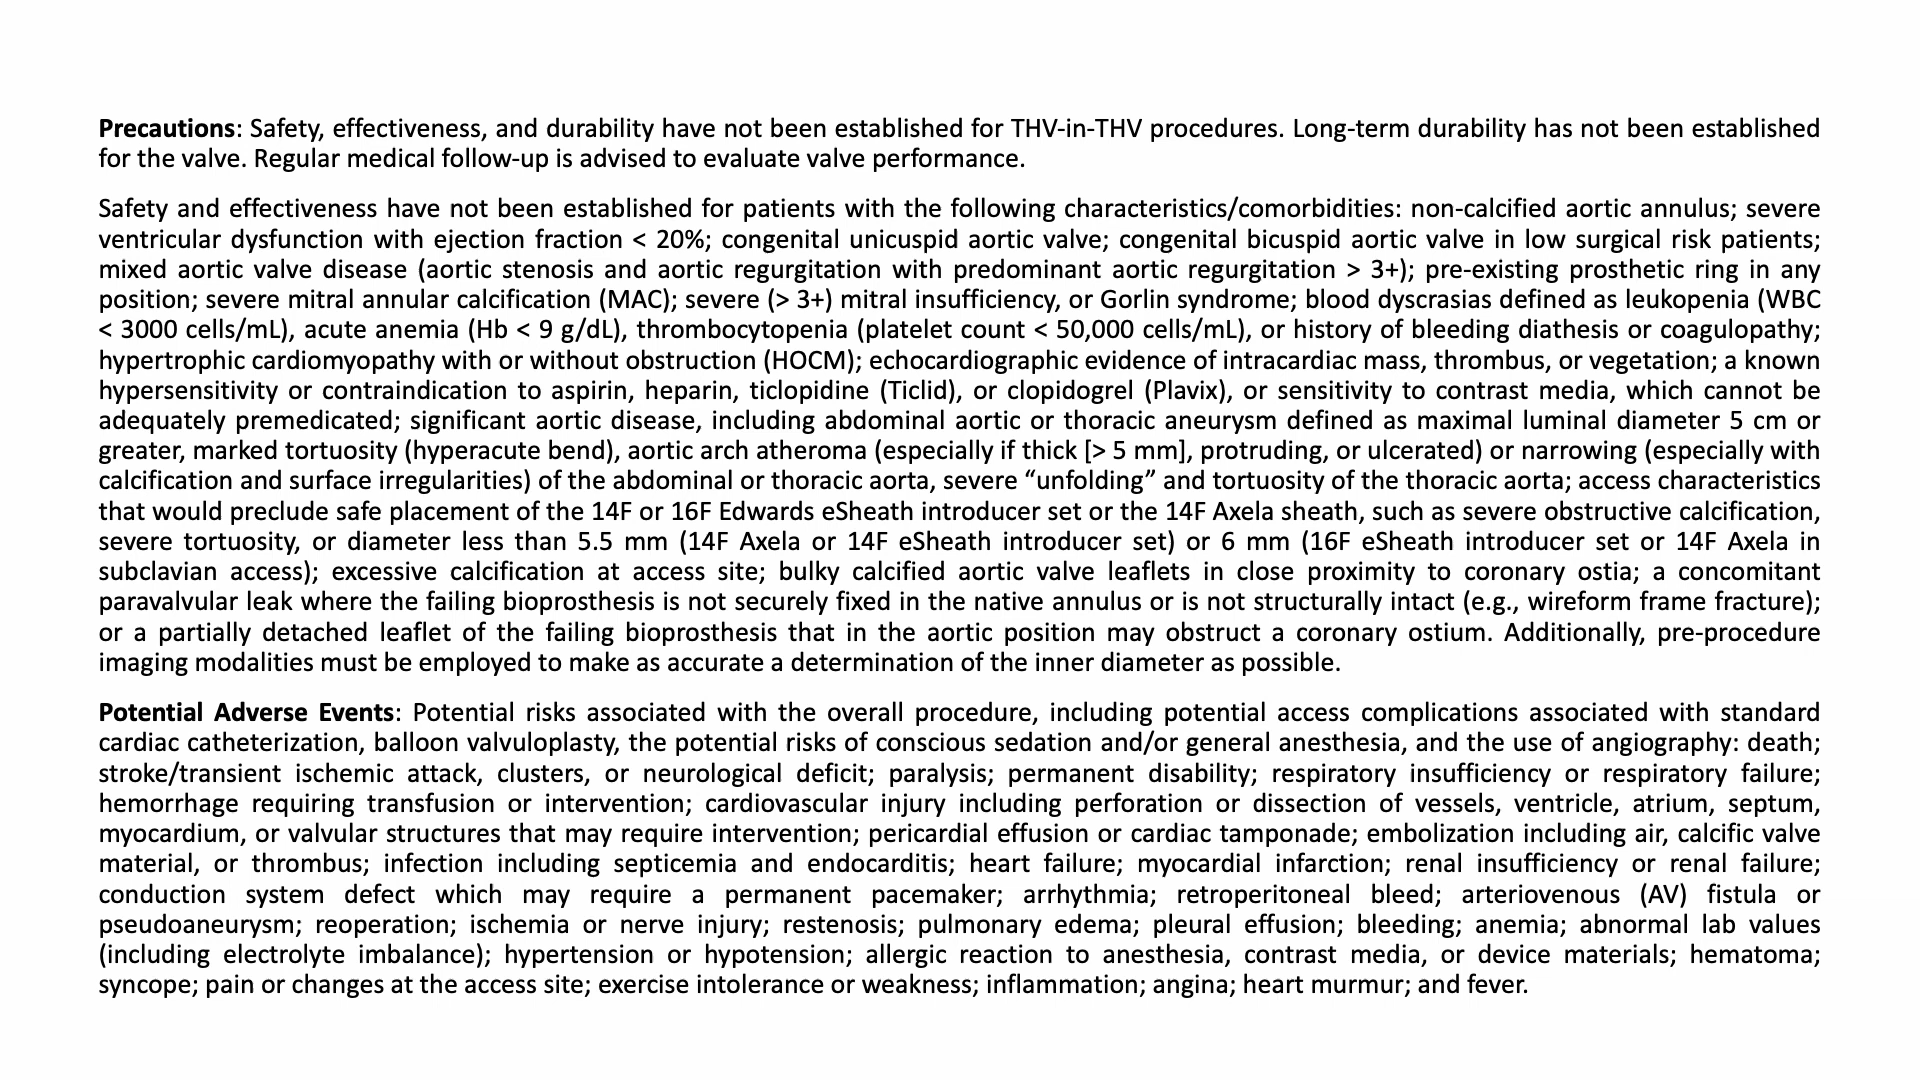 Precautions: Safety, effectiveness, and durability have not been established for THV-in-THV procedures. Long-term durability has not been established
for the valve. Regular medical follow-up is advised to evaluate valve performance.
Safety and effectiveness have not been established for patients with the following characteristics/comorbidities: non-calcified aortic annulus; severe
ventricular dysfunction with ejection fraction < 20%; congenital unicuspid aortic valve; congenital bicuspid aortic valve in low surgical risk patients;
mixed aortic valve disease (aortic stenosis and aortic regurgitation with predominant aortic regurgitation > 3+); pre-existing prosthetic ring in any
position; severe mitral annular calcification (MAC); severe (> 3+) mitral insufficiency, or Gorlin syndrome; blood dyscrasias defined as leukopenia (WBC
< 3000 cells/mL), acute anemia (Hb < 9 g/dL), thrombocytopenia (platelet count < 50,000 cells/mL), or history of bleeding diathesis or coagulopathy;
hypertrophic cardiomyopathy with or without obstruction (HOCM); echocardiographic evidence of intracardiac mass, thrombus, or vegetation; a known
hypersensitivity or contraindication to aspirin, heparin, ticlopidine (Ticlid), or clopidogrel (Plavix), or sensitivity to contrast media, which cannot be
adequately premedicated; significant aortic disease, including abdominal aortic or thoracic aneurysm defined as maximal luminal diameter 5 cm or
greater, marked tortuosity (hyperacute bend), aortic arch atheroma (especially if thick [> 5 mm], protruding, or ulcerated) or narrowing (especially with
calcification and surface irregularities) of the abdominal or thoracic aorta, severe “unfolding” and tortuosity of the thoracic aorta; access characteristics
that would preclude safe placement of the 14F or 16F Edwards eSheath introducer set or the 14F Axela sheath, such as severe obstructive calcification,
severe tortuosity, or diameter less than 5.5 mm (14F Axela or 14F eSheath introducer set) or 6 mm (16F eSheath introducer set or 14F Axela in
subclavian access); excessive calcification at access site; bulky calcified aortic valve leaflets in close proximity to coronary ostia; a concomitant
paravalvular leak where the failing bioprosthesis is not securely fixed in the native annulus or is not structurally intact (e.g., wireform frame fracture);
or a partially detached leaflet of the failing bioprosthesis that in the aortic position may obstruct a coronary ostium. Additionally, pre-procedure
imaging modalities must be employed to make as accurate a determination of the inner diameter as possible.
Potential Adverse Events: Potential risks associated with the overall procedure, including potential access complications associated with standard
cardiac catheterization, balloon valvuloplasty, the potential risks of conscious sedation and/or general anesthesia, and the use of angiography: death;
stroke/transient ischemic attack, clusters, or neurological deficit; paralysis; permanent disability; respiratory insufficiency or respiratory failure;
hemorrhage requiring transfusion or intervention; cardiovascular injury including perforation or dissection of vessels, ventricle, atrium, septum,
myocardium, or valvular structures that may require intervention; pericardial effusion or cardiac tamponade; embolization including air, calcific valve
material, or thrombus; infection including septicemia and endocarditis; heart failure; myocardial infarction; renal insufficiency or renal failure;
conduction system defect which may require a permanent pacemaker; arrhythmia; retroperitoneal bleed; arteriovenous (AV) fistula or
pseudoaneurysm; reoperation; ischemia or nerve injury; restenosis; pulmonary edema; pleural effusion; bleeding; anemia; abnormal lab values
(including electrolyte imbalance); hypertension or hypotension; allergic reaction to anesthesia, contrast media, or device materials; hematoma;
syncope; pain or changes at the access site; exercise intolerance or weakness; inflammation; angina; heart murmur; and fever.